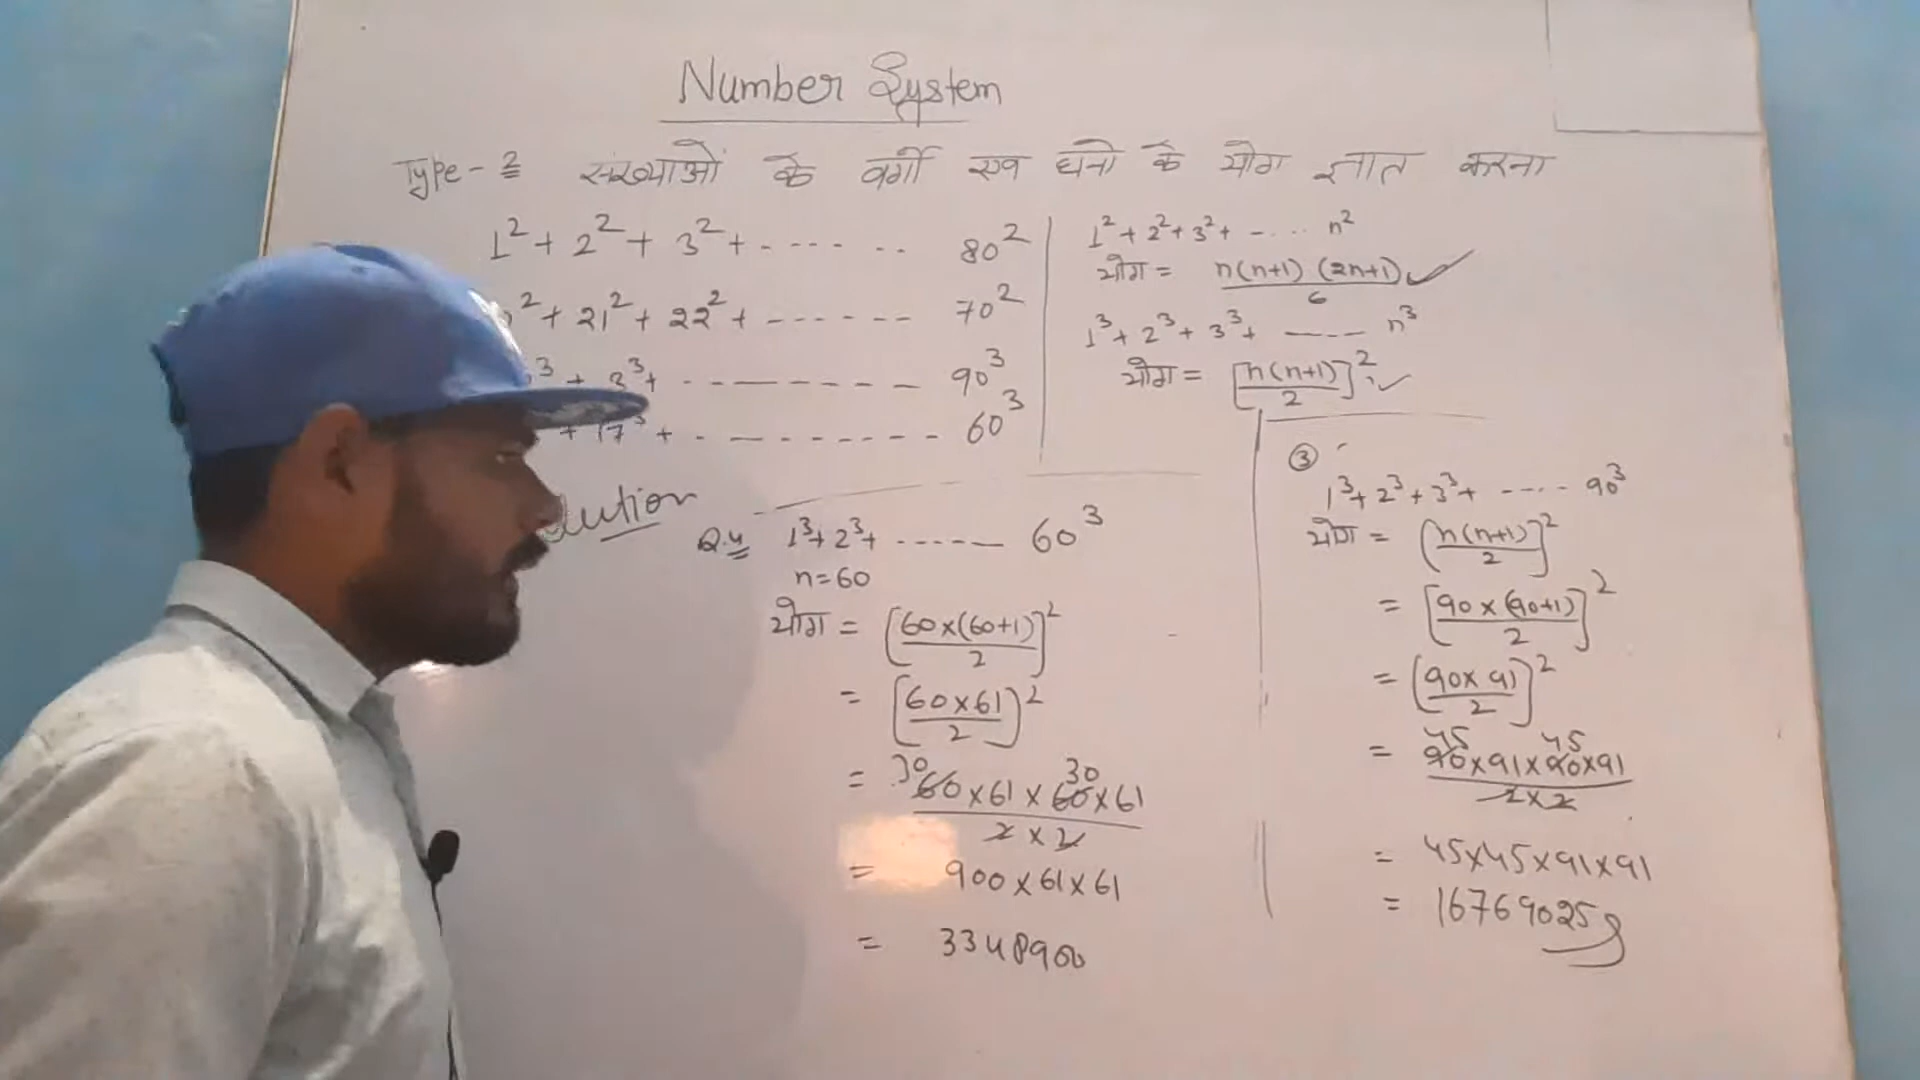 Number System
Type-2 संख्याओं के वर्गो एव घनो के योग ज्ञात करना
1² + 2² + 3² + ------ 80²
² + 21² + 22² + ------ 70²
³ + 3³ + --------- 90³
+ 17³ + --------- 60³
1² + 2² + 3² + ---- n²
योग = n(n+1) (2n+1)/6 ✓
1³ + 2³ + 3³ + ---- n³
योग = [n(n+1)/2]² ✓
lution
Q.4 1³ + 2³ + ------ 60³
n=60
योग = [60×(60+1)/2]²
= [60×61/2]²
= 30 60×61×60 30×61 / 2×2
= 900×61×61
= 3348900
③
1³ + 2³ + 3³ + ---- 90³
योग = [n(n+1)/2]²
= [90×(90+1)/2]²
= [90×91/2]²
= 45 90×91×90 45×91 / 2×2
= 45×45×91×91
= 16769025